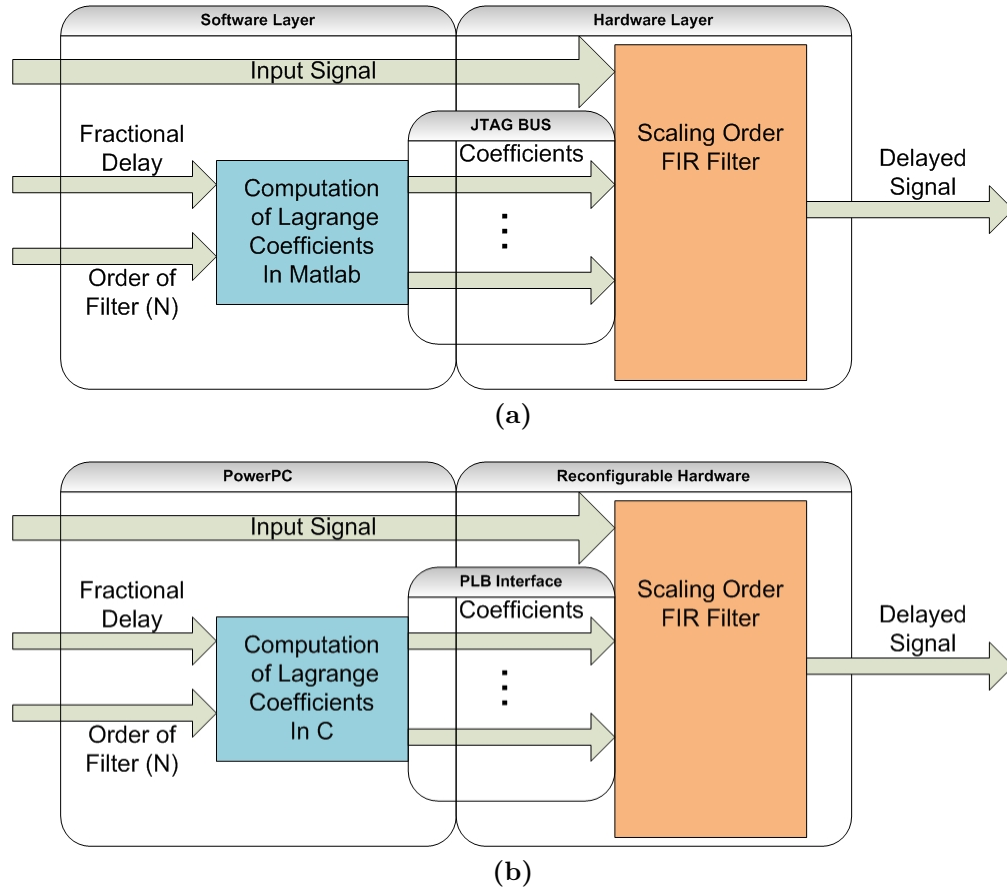 Software Layer
Hardware Layer
Input Signal
JTAG BUS
Fractional
Delay
Coefficients
Scaling Order
FIR Filter
Delayed
Signal
Computation
of Lagrange
Coefficients
In Matlab
Order of
Filter (N)
(a)
PowerPC
Reconfigurable Hardware
Input Signal
PLB Interface
Fractional
Delay
Coefficients
Scaling Order
FIR Filter
Delayed
Signal
Computation
of Lagrange
Coefficients
In C
Order of
Filter (N)
(b)